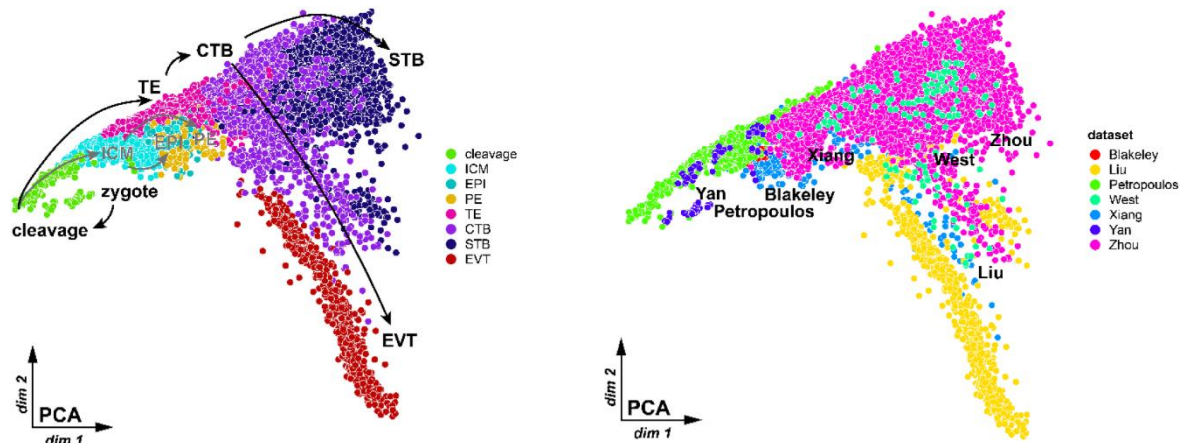 CTB
STB
TE
ICM
EPI
PE
zygote
cleavage
EVT
cleavage
ICM
EPI
PE
TE
CTB
STB
EVT
dim 2
PCA
dim 1
Zhou
West
Xiang
Blakeley
Yan
Petropoulos
Liu
dataset
Blakeley
Liu
Petropoulos
West
Xiang
Yan
Zhou
dim 2
PCA
dim 1